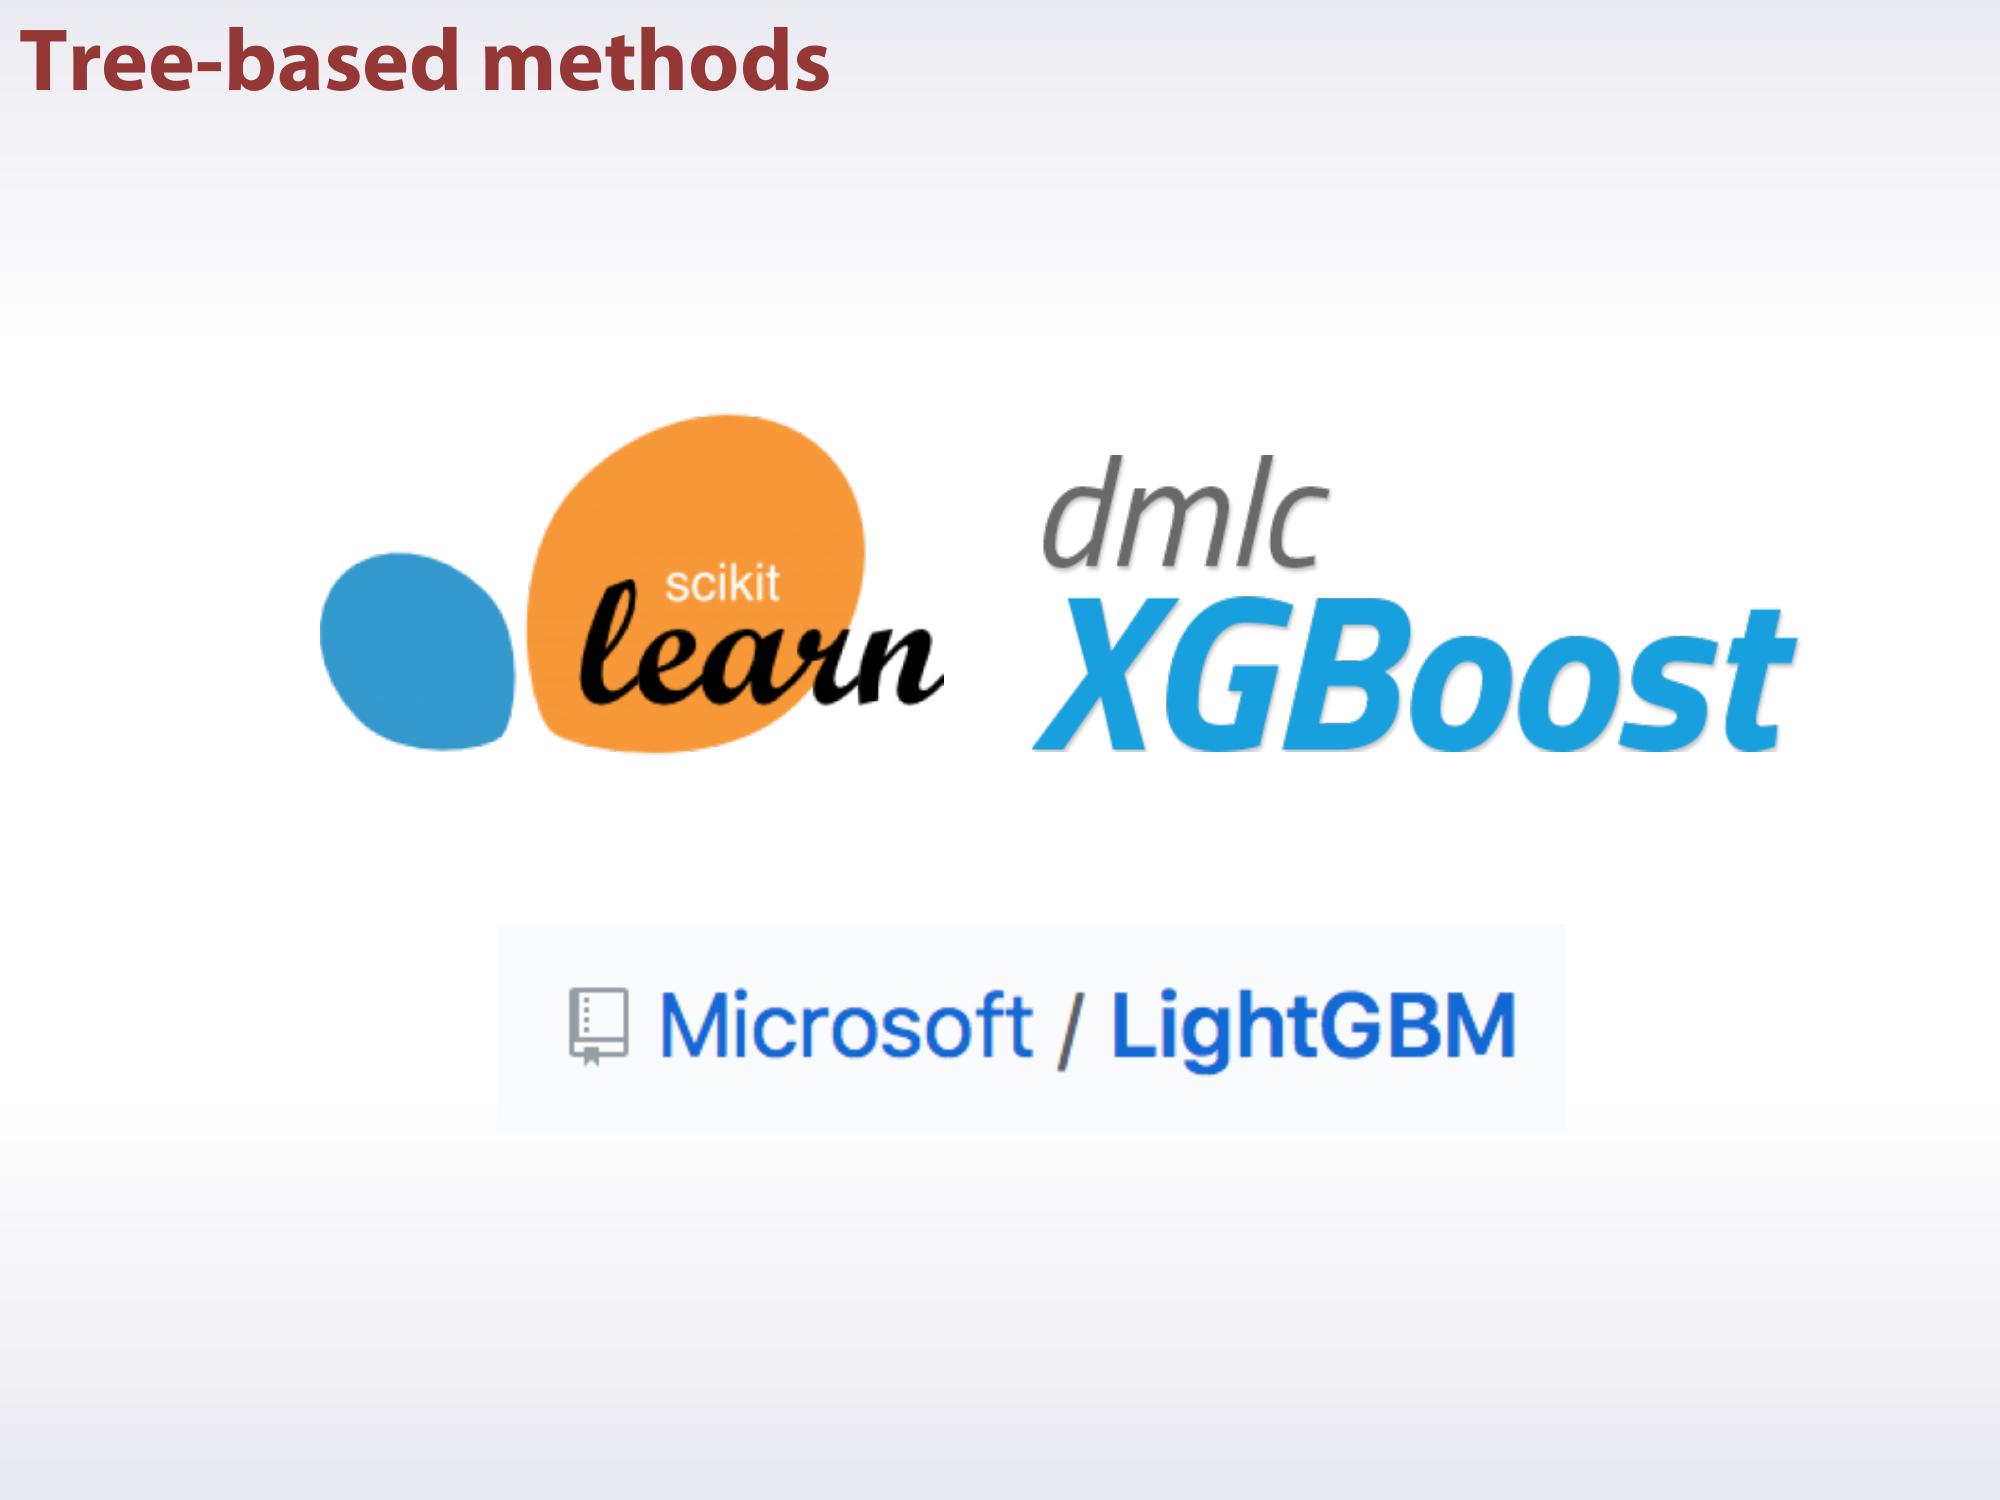 Tree-based methods
scikit
learn
dmlc
XGBoost
Microsoft / LightGBM